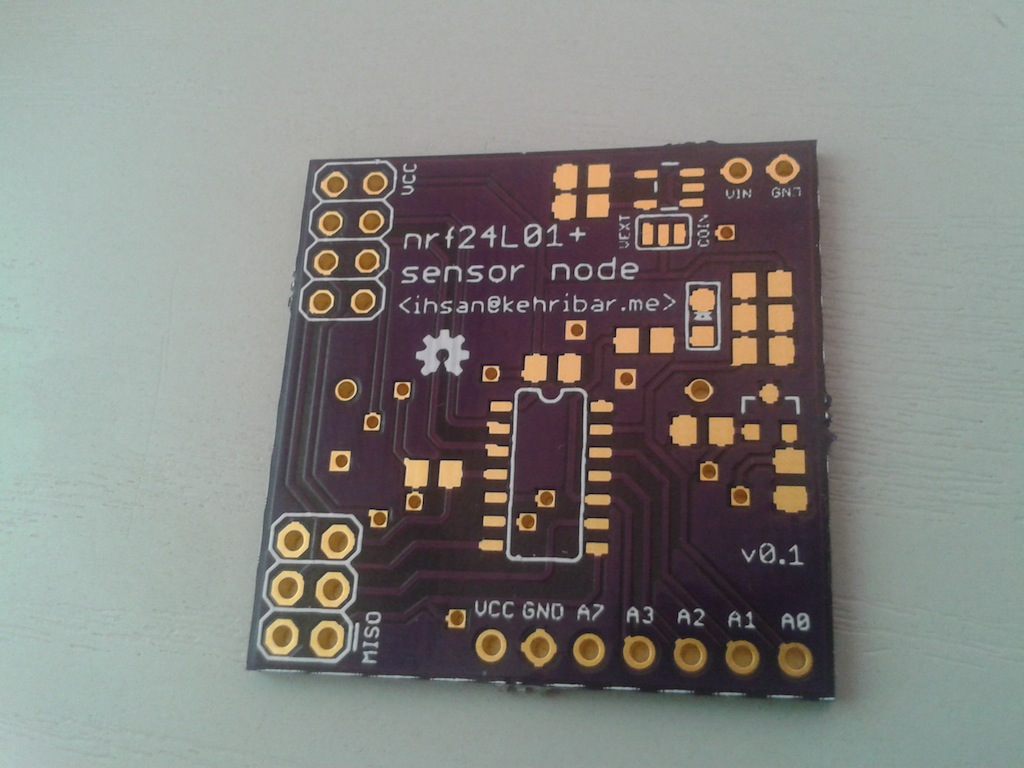 VCC
VIN GND
VEXT
COIN
nrf24L01+
sensor node
<ihsan@kehribar.me>
v0.1
VCC GND A7 A3 A2 A1 A0
MISO